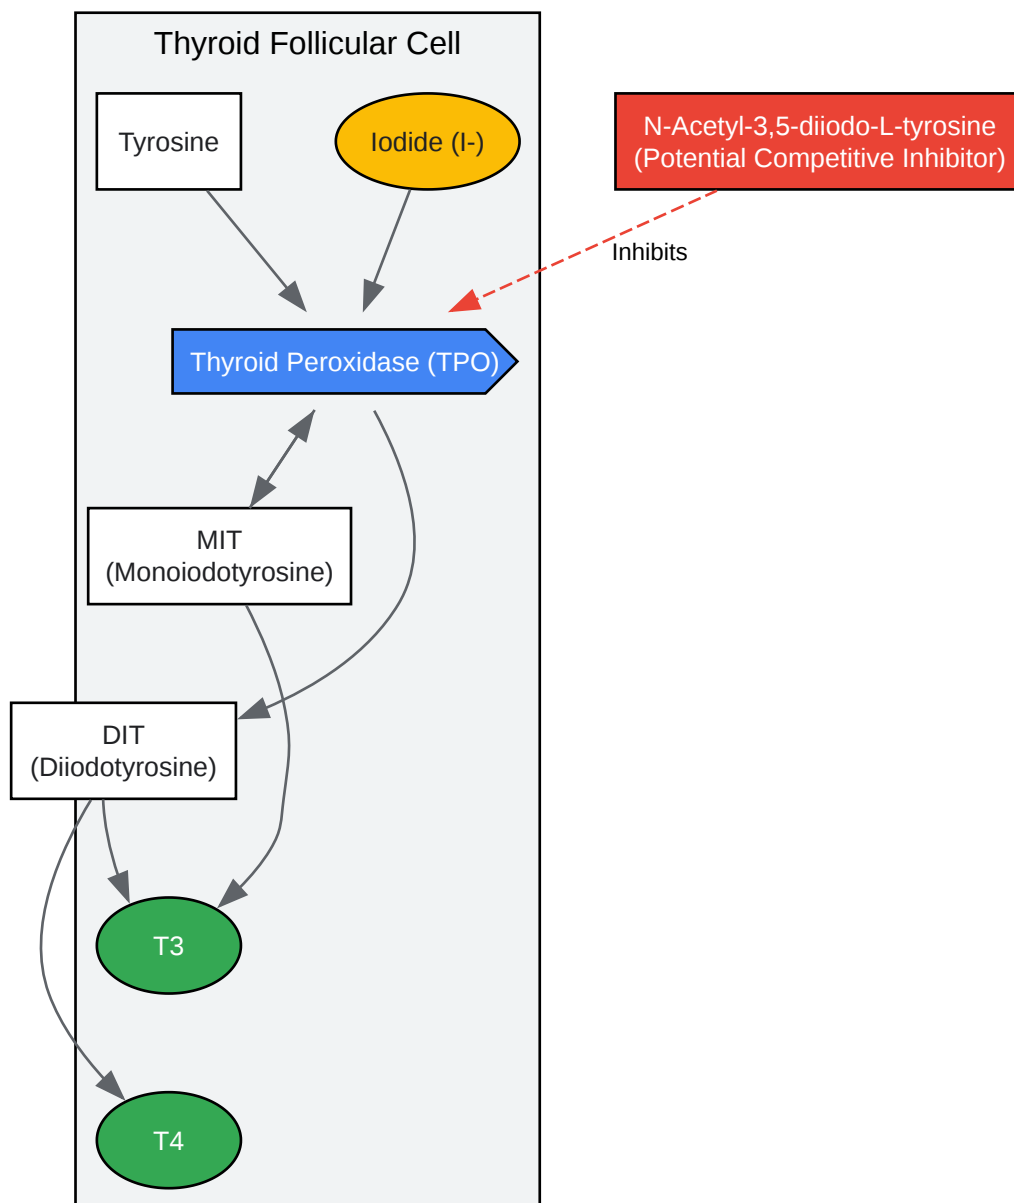 Thyroid Follicular Cell
Tyrosine
Iodide (I-)
N-Acetyl-3,5-diiodo-L-tyrosine
(Potential Competitive Inhibitor)
Inhibits
Thyroid Peroxidase (TPO)
MIT
(Monoiodotyrosine)
DIT
(Diiodotyrosine)
T3
T4